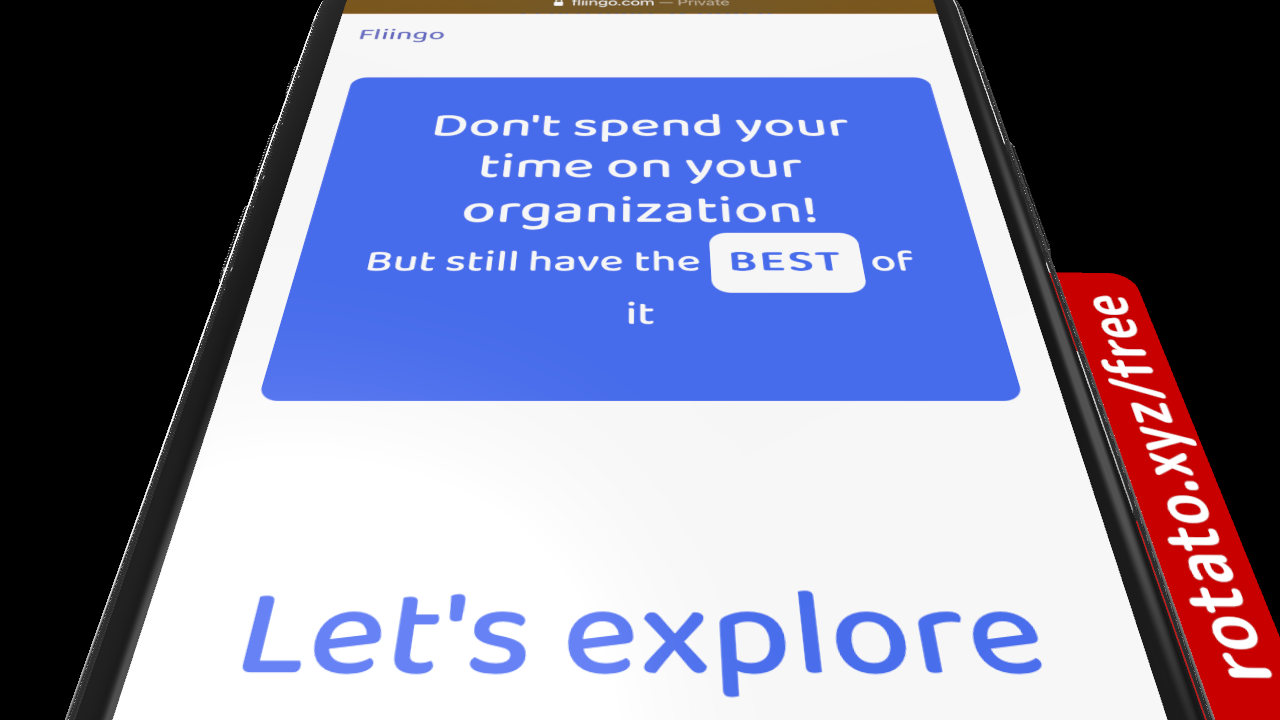 fliingo.com — Private
Fliingo
Don't spend your
time on your
organization!
But still have the BEST of
it
Let's explore
rotato.xyz/free